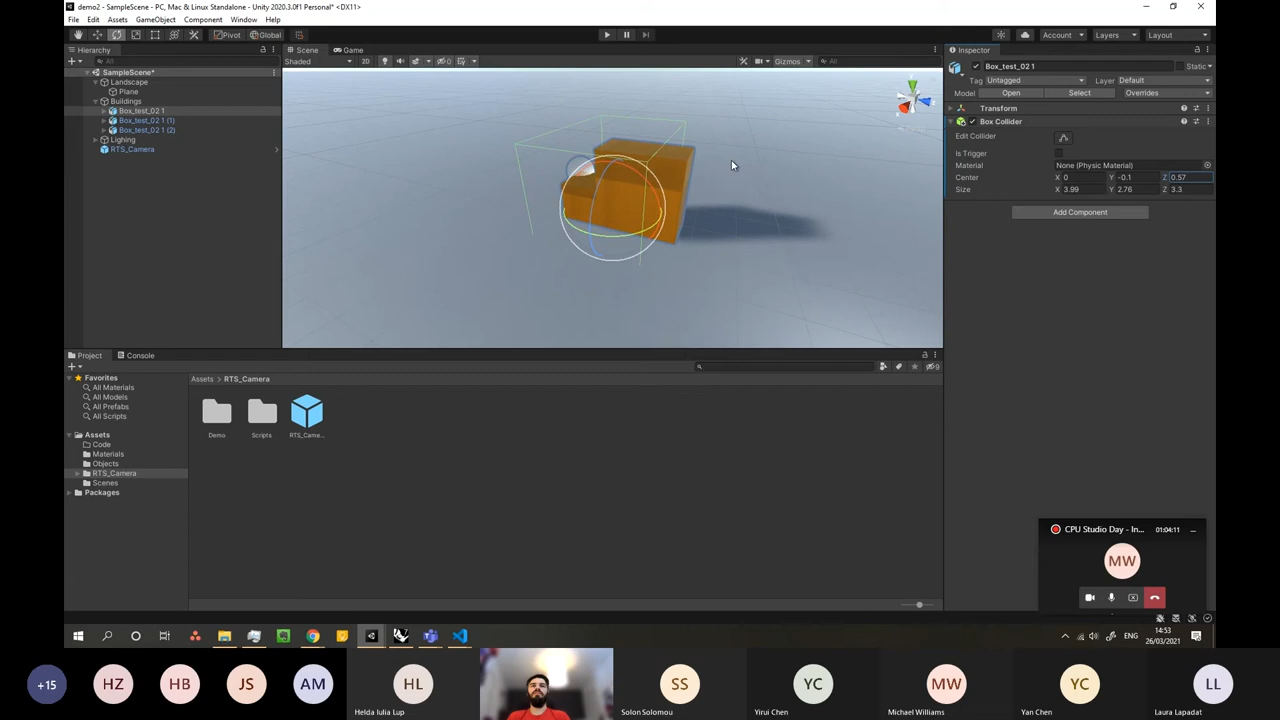 demo2 - SampleScene - PC, Mac & Linux Standalone - Unity 2020.3.0f1 Personal* <DX11>
File Edit Assets GameObject Component Window Help
Pivot Global Account Layers Layout
Hierarchy
All
SampleScene*
Landscape
Plane
Buildings
Box_test_02 1
Box_test_02 1 (1)
Box_test_02 1 (2)
Lighing
RTS_Camera
Scene Game
Shaded 2D 0 Gizmos All
Inspector
Box_test_02 1 Static
Tag Untagged Layer Default
Model Open Select Overrides
Transform
Box Collider
Edit Collider
Is Trigger
Material None (Physic Material)
Center X 0 Y -0.1 Z 0.57
Size X 3.99 Y 2.76 Z 3.3
Add Component
Project Console
9
Favorites
All Materials
All Models
All Prefabs
All Scripts
Assets
Code
Materials
Objects
RTS_Camera
Scenes
Packages
Assets > RTS_Camera
Demo Scripts RTS_Came...
CPU Studio Day - In... 01:04:11
MW
ENG
14:53
26/03/2021
+15 HZ HB JS AM HL SS YC MW YC LL
Helda Iulia Lup Solon Solomou Yirui Chen Michael Williams Yan Chen Laura Lapadat